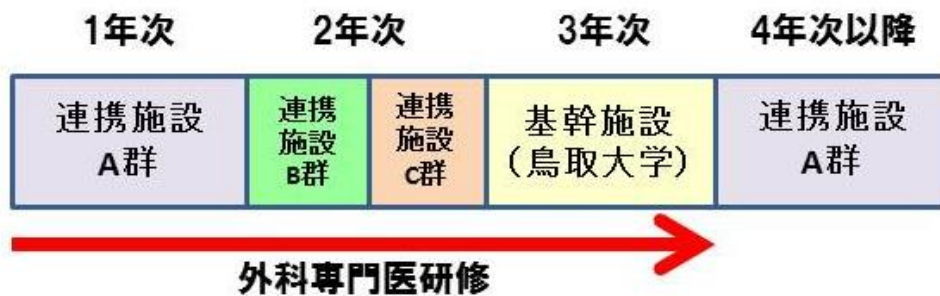 1年次 2年次 3年次 4年次以降
連携施設
A群
連携
施設
B群
連携
施設
C群
基幹施設
（鳥取大学）
連携施設
A群
外科専門医研修